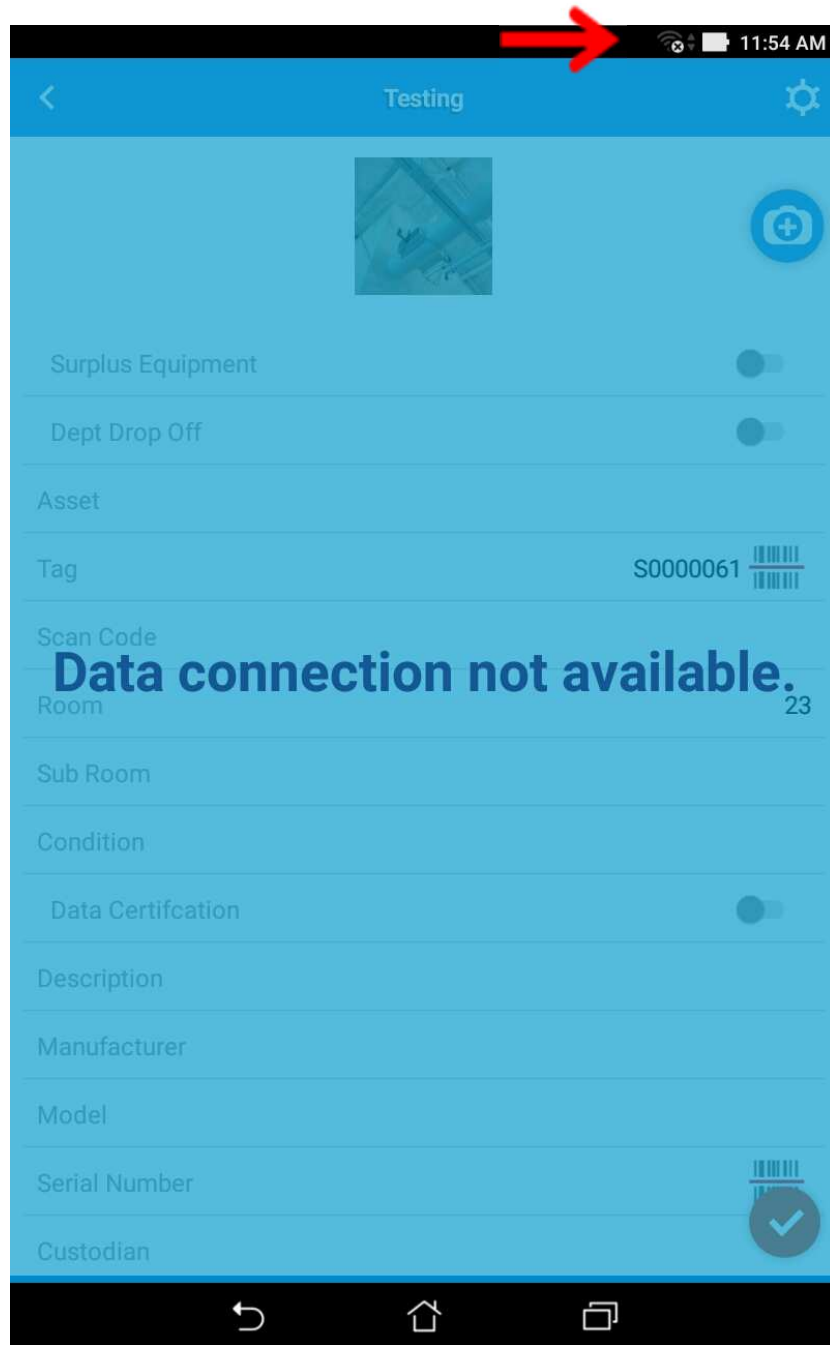 11:54 AM
Testing
Surplus Equipment
Dept Drop Off
Asset
Tag S0000061
Scan Code
Data connection not available.
Room 23
Sub Room
Condition
Data Certifcation
Description
Manufacturer
Model
Serial Number
Custodian